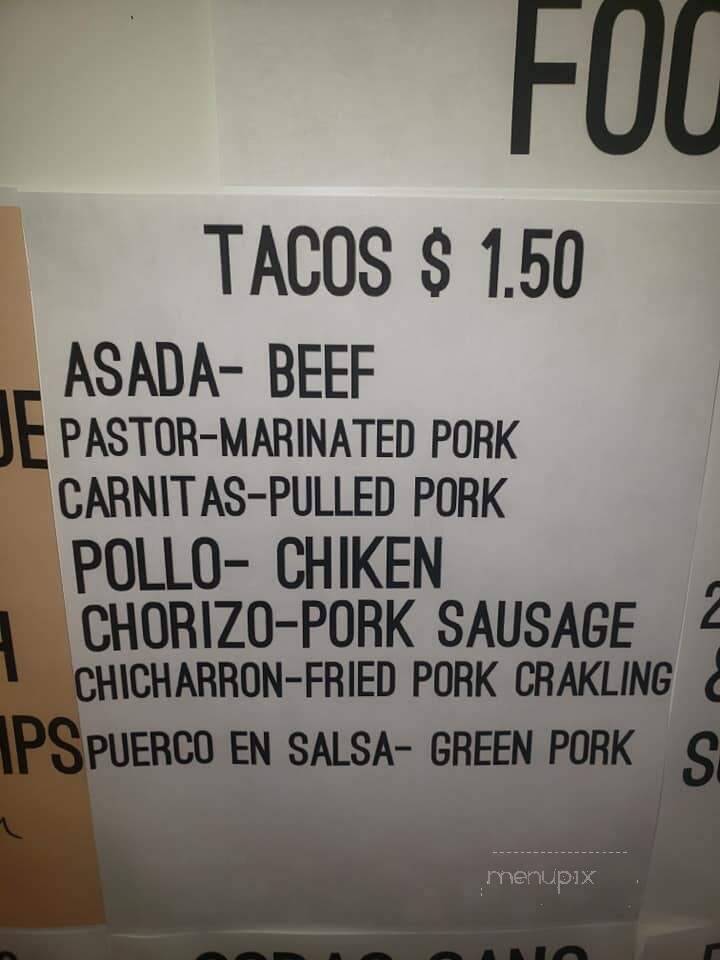 TACOS $ 1.50
ASADA- BEEF
PASTOR-MARINATED PORK
CARNITAS-PULLED PORK
POLLO- CHIKEN
CHORIZO-PORK SAUSAGE
CHICHARRON-FRIED PORK CRAKLING
PUERCO EN SALSA- GREEN PORK
menupix